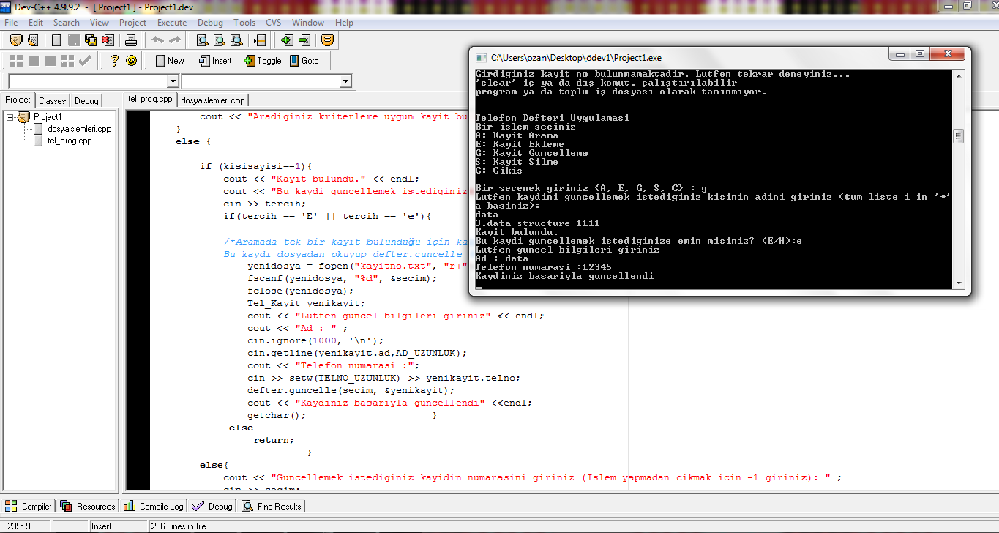 Dev-C++ 4.9.9.2 - [ Project1 ] - Project1.dev
File Edit Search View Project Execute Debug Tools CVS Window Help
New Insert Toggle Goto
Project Classes Debug
Project1
dosyaislemleri.cpp
tel_prog.cpp
tel_prog.cpp dosyaislemleri.cpp
cout << "Aradiginiz kriterlere uygun kayit bu
}
else {
if (kisisayisi==1){
cout << "Kayit bulundu." << endl;
cout << "Bu kaydi guncellemek istediginiz
cin >> tercih;
if(tercih == 'E' || tercih == 'e'){
/*Aramada tek bir kayıt bulunduğu için ka
Bu kaydı dosyadan okuyup defter.guncelle
yenidosya = fopen("kayitno.txt", "r+"
fscanf(yenidosya, "%d", &secim);
fclose(yenidosya);
Tel_Kayit yenikayit;
cout << "Lutfen guncel bilgileri giriniz" << endl;
cout << "Ad : " ;
cin.ignore(1000, '\n');
cin.getline(yenikayit.ad,AD_UZUNLUK);
cout << "Telefon numarasi :";
cin >> setw(TELNO_UZUNLUK) >> yenikayit.telno;
defter.guncelle(secim, &yenikayit);
cout << "Kaydiniz basariyla guncellendi" <<endl;
getchar(); }
else
return;
}
else{
cout << "Guncellemek istediginiz kayidin numarasini giriniz (Islem yapmadan cikmak icin -1 giriniz): " ;
cin >> secim;
C:\Users\ozan\Desktop\ödev1\Project1.exe
Girdiginiz kayit no bulunmamaktadir. Lutfen tekrar deneyiniz...
'clear' iç ya da dış komut, çalıştırılabilir
program ya da toplu iş dosyası olarak tanınmıyor.
Telefon Defteri Uygulamasi
Bir islem seciniz
A: Kayit Arama
E: Kayit Ekleme
G: Kayit Guncelleme
S: Kayit Silme
C: Cikis
Bir secenek giriniz {A, E, G, S, C} : g
Lutfen kaydini guncellemek istediginiz kisinin adini giriniz (tum liste i in '*'
a basiniz):
data
3.data structure 1111
Kayit bulundu.
Bu kaydi guncellemek istediginize emin misiniz? (E/H):e
Lutfen guncel bilgileri giriniz
Ad : data
Telefon numarasi :12345
Kaydiniz basariyla guncellendi
Compiler Resources Compile Log Debug Find Results
239: 9 Insert 266 Lines in file